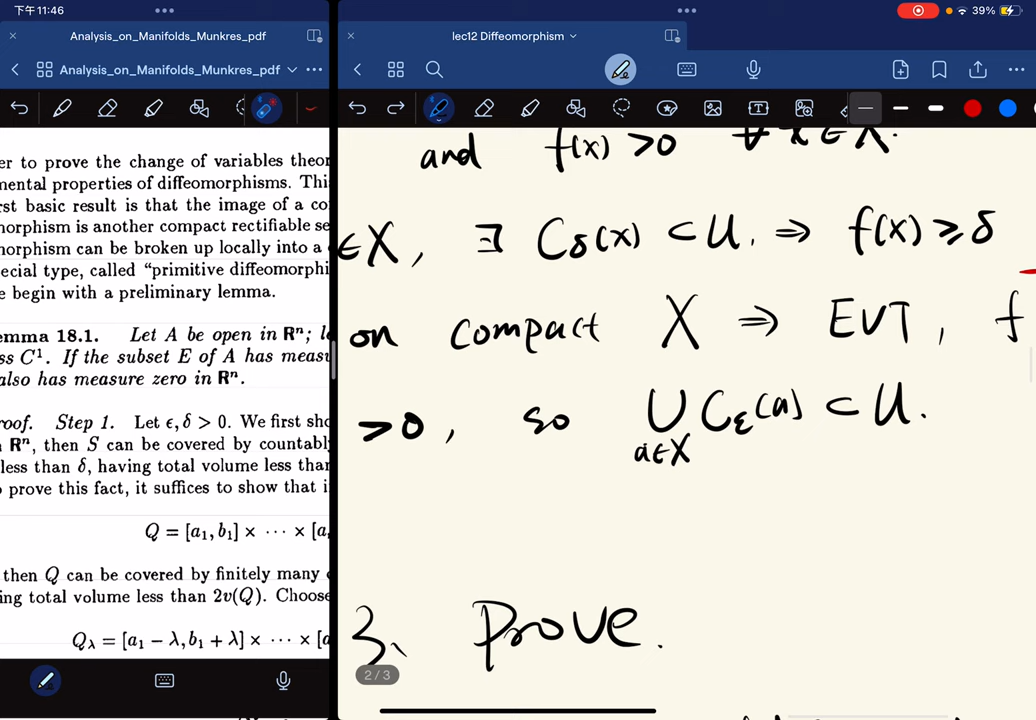 下午11:46
39%
Analysis_on_Manifolds_Munkres_pdf
lec12 Diffeomorphism
Analysis_on_Manifolds_Munkres_pdf
er to prove the change of variables theor
mental properties of diffeomorphisms. Thi
rst basic result is that the image of a co
morphism is another compact rectifiable se
morphism can be broken up locally into a
ecial type, called "primitive diffeomorphi
e begin with a preliminary lemma.
emma 18.1. Let A be open in Rⁿ; l
ss C¹. If the subset E of A has measu
also has measure zero in Rⁿ.
roof. Step 1. Let ϵ, δ > 0. We first sho
Rⁿ, then S can be covered by countabl
less than δ, having total volume less than
o prove this fact, it suffices to show that i
Q = [a₁, b₁] × ··· × [a
then Q can be covered by finitely many
ing total volume less than 2v(Q). Choose
Q_λ = [a₁ − λ, b₁ + λ] × ··· × [a
and f(x) > 0 ∀ x ∈ X.
∈ X, ∃ C_δ(x) ⊂ U, ⇒ f(x) ≥ δ
on compact X ⇒ EVT, f
> 0, so ⋃_{a∈X} C_ε(a) ⊂ U.
3、 Prove.
2/3